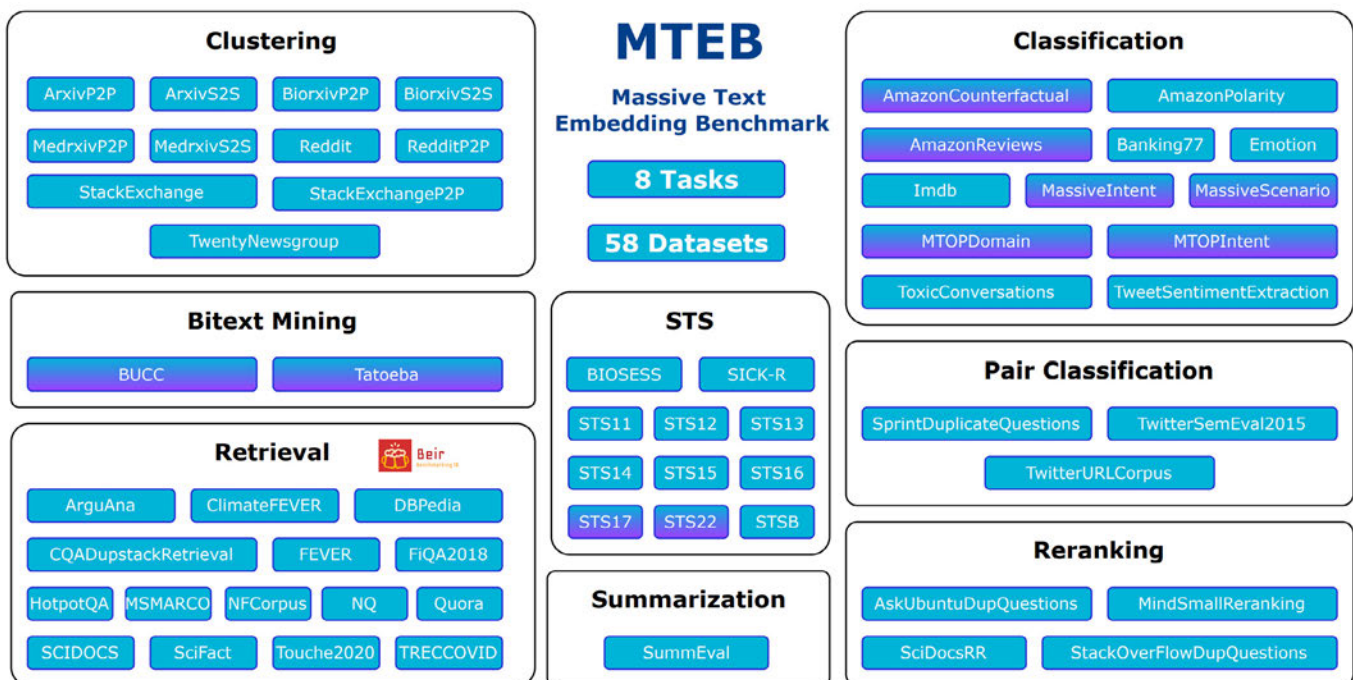 MTEB
Massive Text
Embedding Benchmark
8 Tasks
58 Datasets
Clustering
ArxivP2P ArxivS2S BiorxivP2P BiorxivS2S
MedrxivP2P MedrxivS2S Reddit RedditP2P
StackExchange StackExchangeP2P
TwentyNewsgroup
Bitext Mining
BUCC Tatoeba
Retrieval
Beir
ArguAna ClimateFEVER DBPedia
CQADupstackRetrieval FEVER FiQA2018
HotpotQA MSMARCO NFCorpus NQ Quora
SCIDOCS SciFact Touche2020 TRECCOVID
STS
BIOSESS SICK-R
STS11 STS12 STS13
STS14 STS15 STS16
STS17 STS22 STSB
Summarization
SummEval
Classification
AmazonCounterfactual AmazonPolarity
AmazonReviews Banking77 Emotion
Imdb MassiveIntent MassiveScenario
MTOPDomain MTOPIntent
ToxicConversations TweetSentimentExtraction
Pair Classification
SprintDuplicateQuestions TwitterSemEval2015
TwitterURLCorpus
Reranking
AskUbuntuDupQuestions MindSmallReranking
SciDocsRR StackOverFlowDupQuestions